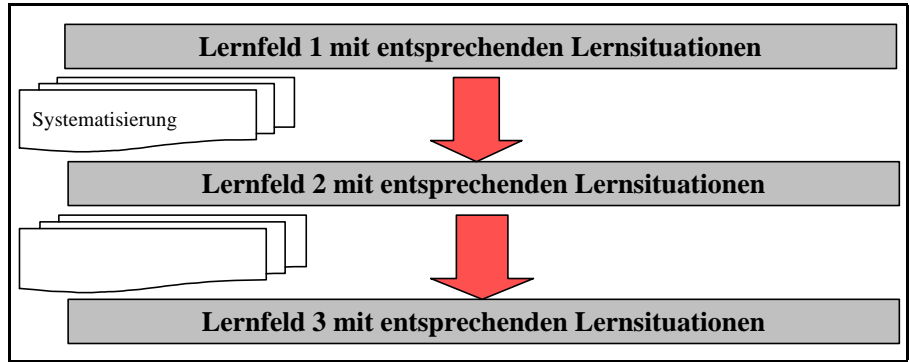 Lernfeld 1 mit entsprechenden Lernsituationen
Systematisierung
Lernfeld 2 mit entsprechenden Lernsituationen
Lernfeld 3 mit entsprechenden Lernsituationen